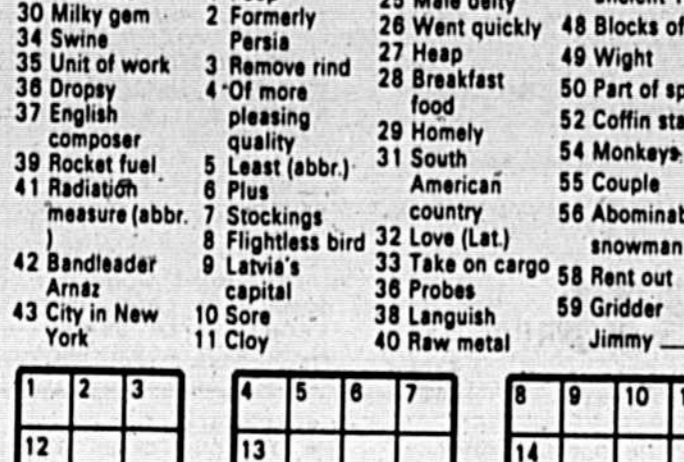 30 Milky gem
34 Swine
35 Unit of work
36 Dropsy
37 English
composer
39 Rocket fuel
41 Radiation
measure (abbr.
)
42 Bandleader
Arnaz
43 City in New
York
2 Formerly
Persia
3 Remove rind
4 Of more
pleasing
quality
5 Least (abbr.)
6 Plus
7 Stockings
8 Flightless bird
9 Latvia's
capital
10 Sore
11 Cloy
25 Male deity
26 Went quickly
27 Heap
28 Breakfast
food
29 Homely
31 South
American
country
32 Love (Lat.)
33 Take on cargo
36 Probes
38 Languish
40 Raw metal
48 Blocks of
49 Wight
50 Part of
52 Coffin
54 Monkeys
55 Couple
56
snowman
58 Rent out
59 Gridder
Jimmy __
1 2 3 4 5 6 7 8 9 10
12 13 14